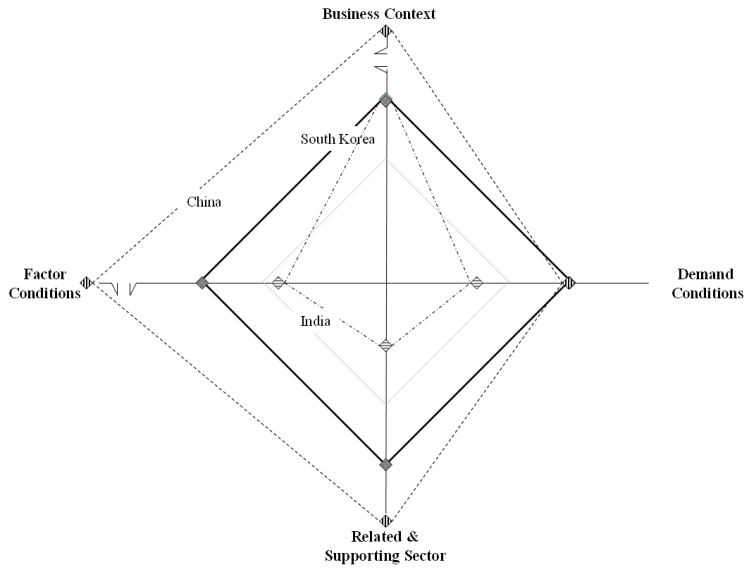 Business Context
South Korea
China
Factor
Conditions
Demand
Conditions
India
Related &
Supporting Sector